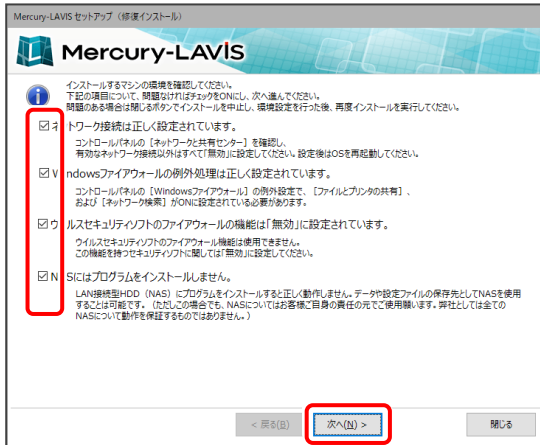 Mercury-LAVIS セットアップ（修復インストール）
Mercury-LAVIS
インストールするマシンの環境を確認してください。
下記の項目について、問題なければチェックをONにし、次へ進んでください。
問題のある場合は閉じるボタンでインストールを中止し、環境設定を行った後、再度インストールを実行してください。
ネットワーク接続は正しく設定されています。
コントロールパネルの［ネットワークと共有センター］を確認し、
有効なネットワーク接続以外はすべて「無効」に設定してください。設定後はOSを再起動してください。
Windowsファイアウォールの例外処理は正しく設定されています。
コントロールパネルの［Windowsファイアウォール］の例外設定で、［ファイルとプリンタの共有］、
および［ネットワーク検索］がONに設定されている必要があります。
ウィルスセキュリティソフトのファイアウォールの機能は「無効」に設定されています。
ウイルスセキュリティソフトのファイアウォール機能は使用できません。
この機能を持つセキュリティソフトに関しては「無効」に設定してください。
NASにはプログラムをインストールしません。
LAN接続型HDD（NAS）にプログラムをインストールすると正しく動作しません。データや設定ファイルの保存先としてNASを使用
することは可能です。（ただしこの場合でも、NASについてはお客様ご自身の責任の元でご使用願います。弊社としては全ての
NASについて動作を保証するものではありません。）
< 戻る(B)
次へ(N) >
閉じる